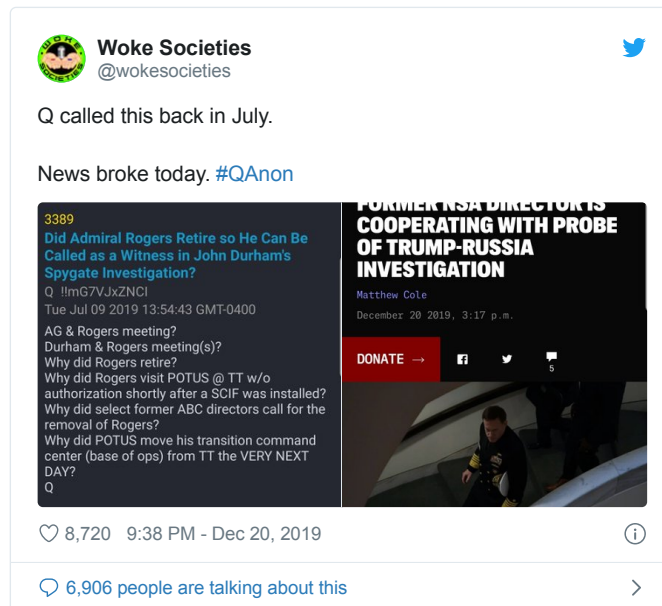 Woke Societies
@wokesocieties
Q called this back in July.
News broke today. #QAnon
3389
Did Admiral Rogers Retire so He Can Be
Called as a Witness in John Durham's
Spygate Investigation?
Q !!mG7VJxZNCI
Tue Jul 09 2019 13:54:43 GMT-0400
AG & Rogers meeting?
Durham & Rogers meeting(s)?
Why did Rogers retire?
Why did Rogers visit POTUS @ TT w/o
authorization shortly after a SCIF was installed?
Why did select former ABC directors call for the
removal of Rogers?
Why did POTUS move his transition command
center (base of ops) from TT the VERY NEXT
DAY?
Q
FORMER NSA DIRECTOR IS
COOPERATING WITH PROBE
OF TRUMP-RUSSIA
INVESTIGATION
Matthew Cole
December 20 2019, 3:17 p.m.
DONATE →
5
8,720 9:38 PM - Dec 20, 2019
6,906 people are talking about this